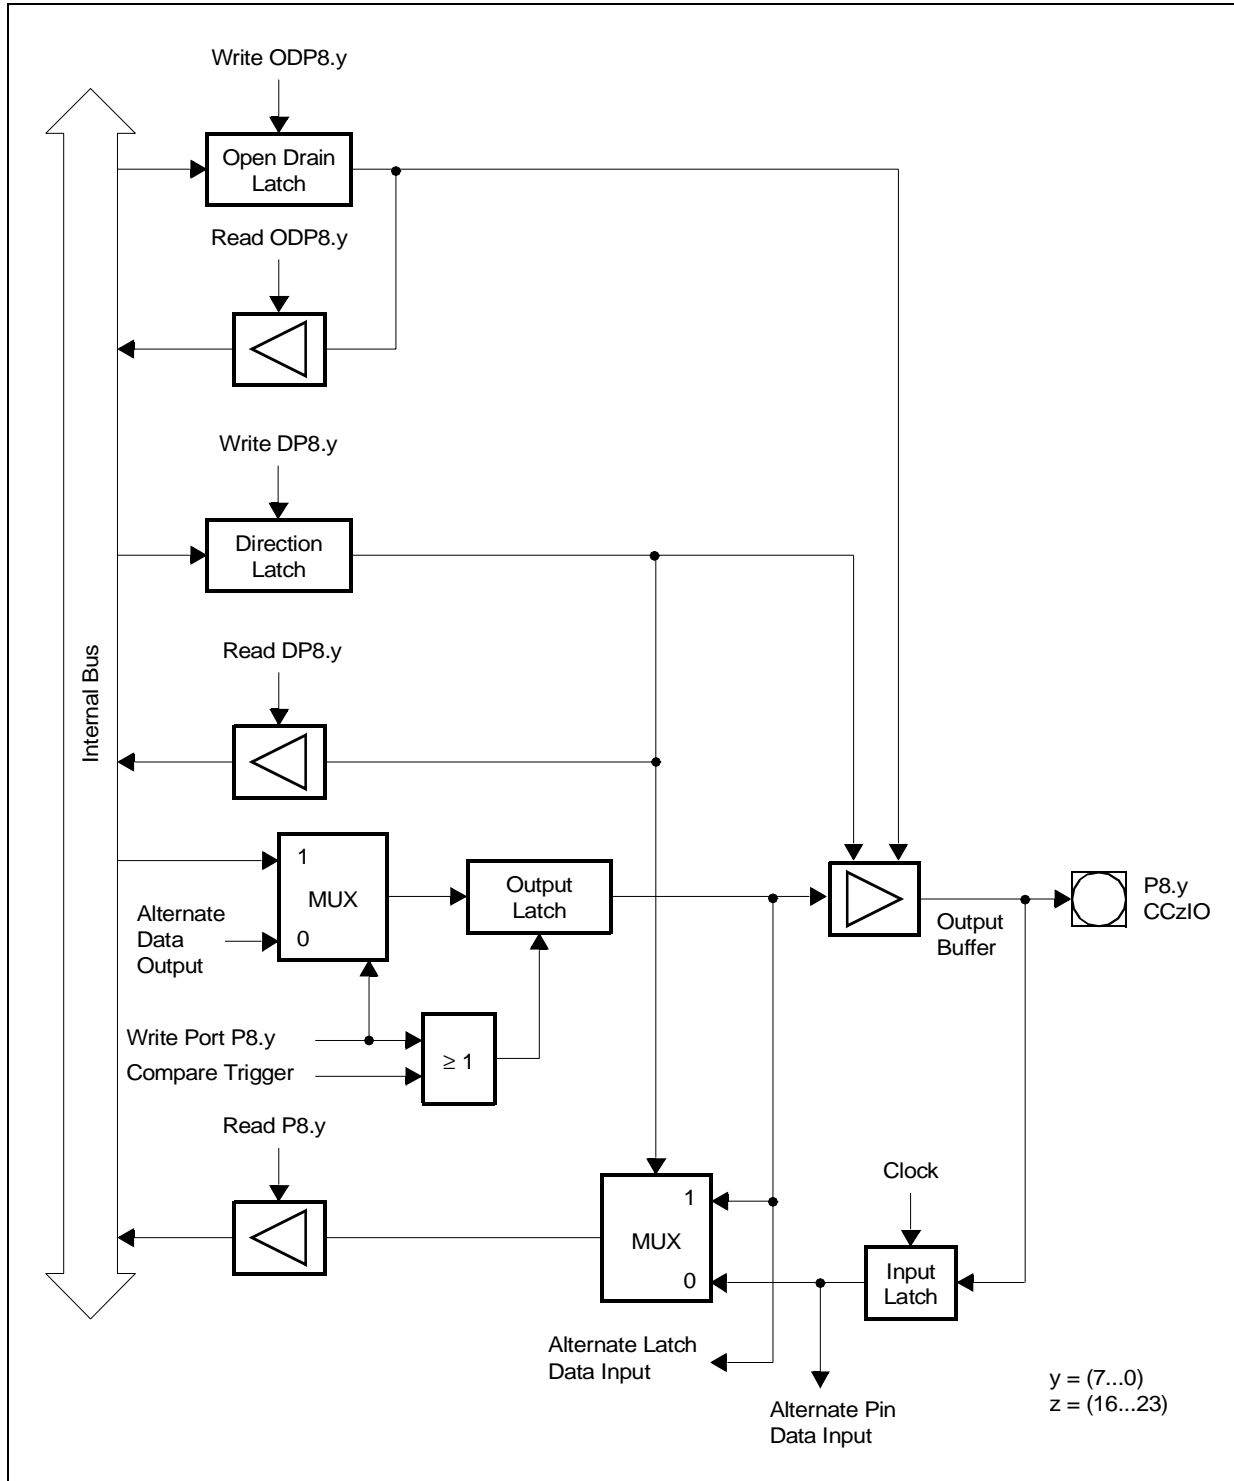 Write ODP8.y
Open Drain
Latch
Read ODP8.y
Write DP8.y
Direction
Latch
Internal Bus
Read DP8.y
1
MUX
0
Alternate
Data
Output
Output
Latch
Output
Buffer
P8.y
CCzIO
Write Port P8.y
Compare Trigger
≥ 1
Read P8.y
1
MUX
0
Clock
Input
Latch
Alternate Latch
Data Input
Alternate Pin
Data Input
y = (7...0)
z = (16...23)